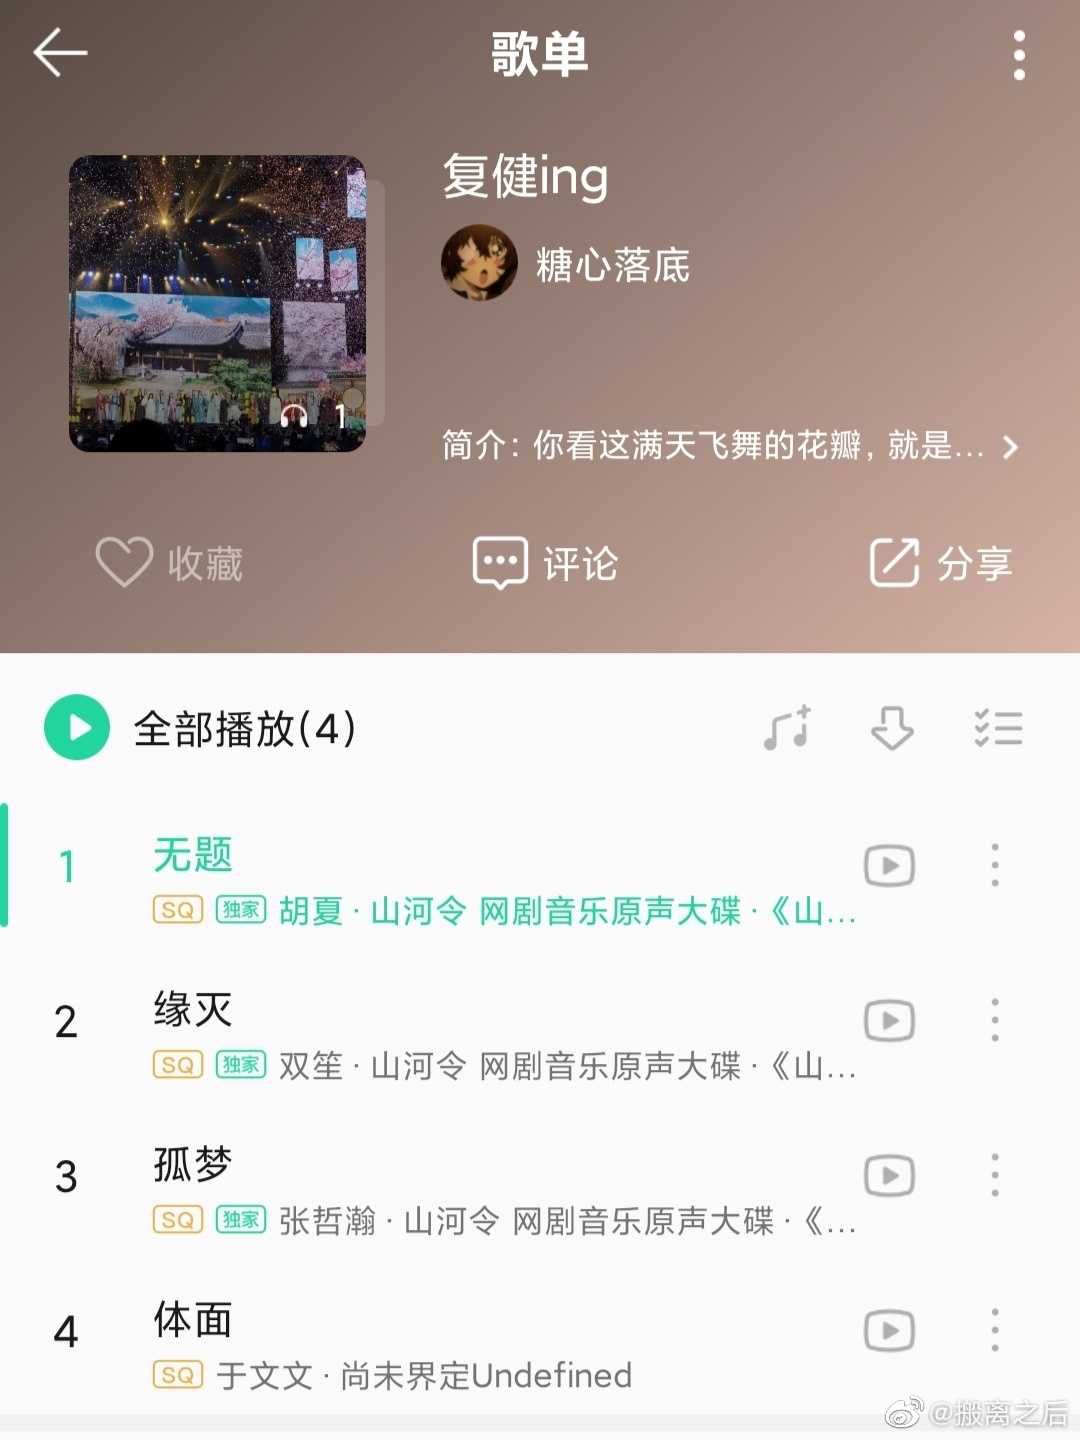 歌单
复健ing
糖心落底
1
简介：你看这满天飞舞的花瓣，就是...
收藏
评论
分享
全部播放(4)
1
无题
SQ 独家 胡夏 · 山河令 网剧音乐原声大碟 ·《山...
2
缘灭
SQ 独家 双笙 · 山河令 网剧音乐原声大碟 ·《山...
3
孤梦
SQ 独家 张哲瀚 · 山河令 网剧音乐原声大碟 ·《...
4
体面
SQ 于文文 · 尚未界定Undefined
@搬离之后